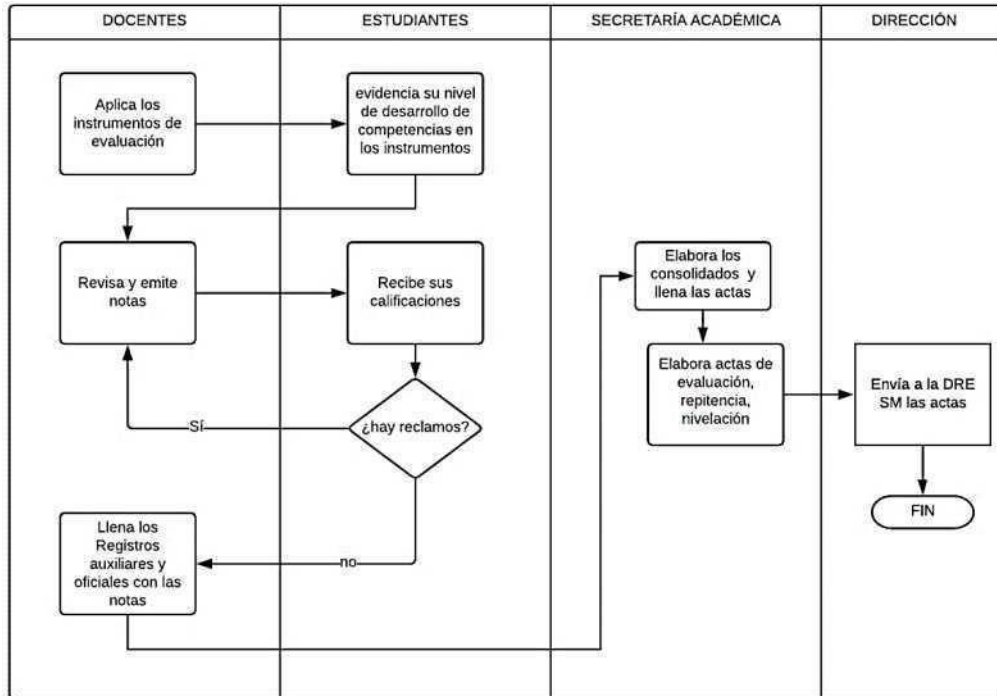 DOCENTES
ESTUDIANTES
SECRETARÍA ACADÉMICA
DIRECCIÓN
Aplica los
instrumentos de
evaluación
evidencia su nivel
de desarrollo de
competencias en
los instrumentos
Revisa y emite
notas
Recibe sus
calificaciones
Elabora los
consolidados y
llena las actas
Elabora actas de
evaluación,
repitencia,
nivelación
Envía a la DRE
SM las actas
Sí
¿hay reclamos?
FIN
Llena los
Registros
auxiliares y
oficiales con las
notas
no